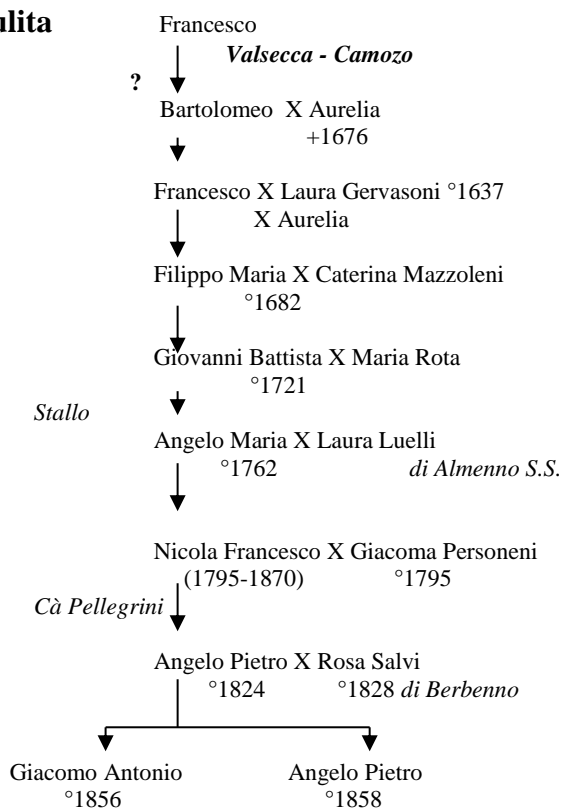 ulita
Francesco
Valsecca - Camozo
?
Bartolomeo X Aurelia
+1676
Francesco X Laura Gervasoni °1637
X Aurelia
Filippo Maria X Caterina Mazzoleni
°1682
Giovanni Battista X Maria Rota
°1721
Stallo
Angelo Maria X Laura Luelli
°1762 di Almenno S.S.
Nicola Francesco X Giacoma Personeni
(1795-1870) °1795
Cà Pellegrini
Angelo Pietro X Rosa Salvi
°1824 °1828 di Berbenno
Giacomo Antonio Angelo Pietro
°1856 °1858